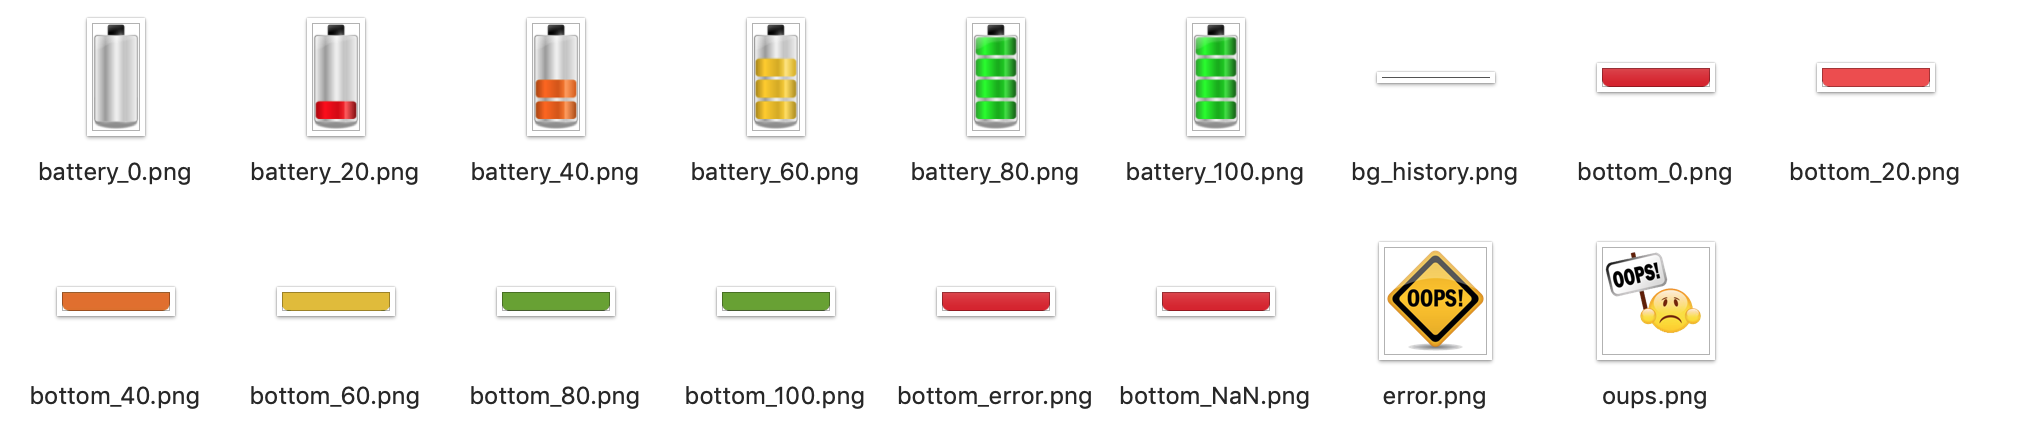 battery_0.png battery_20.png battery_40.png battery_60.png battery_80.png battery_100.png bg_history.png bottom_0.png bottom_20.png
OOPS! OOPS!
bottom_40.png bottom_60.png bottom_80.png bottom_100.png bottom_error.png bottom_NaN.png error.png oups.png